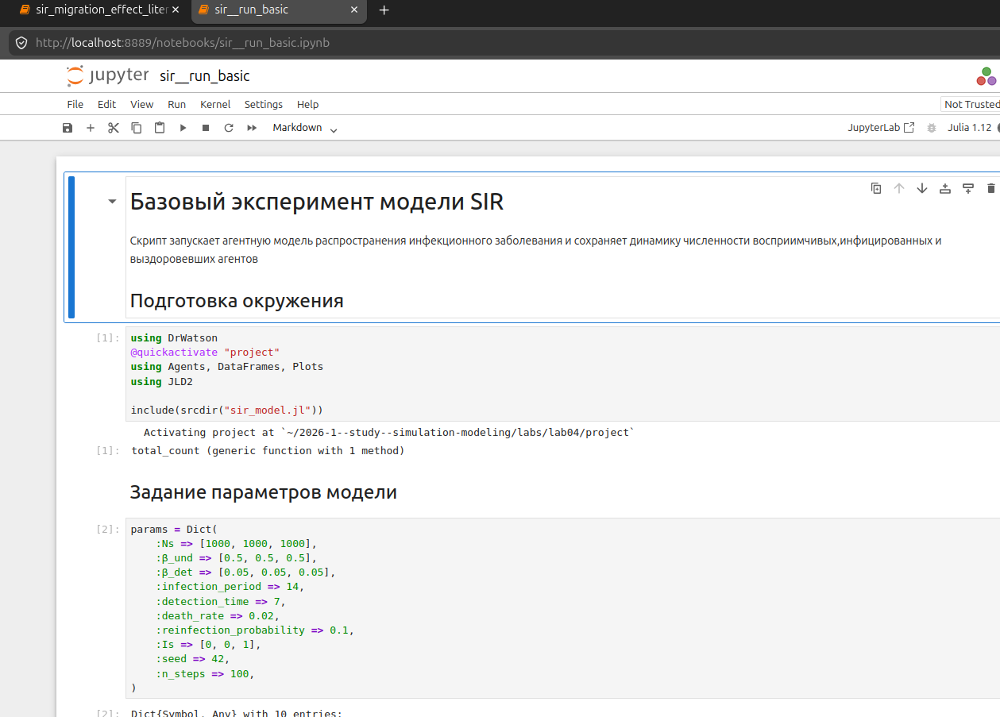 sir_migration_effect_liter
sir__run_basic
http://localhost:8889/notebooks/sir__run_basic.ipynb
jupyter sir__run_basic
File Edit View Run Kernel Settings Help
Not Trusted
Markdown
JupyterLab
Julia 1.12
Базовый эксперимент модели SIR
Скрипт запускает агентную модель распространения инфекционного заболевания и сохраняет динамику численности восприимчивых,инфицированных и
выздоровевших агентов
Подготовка окружения
[1]: using DrWatson
@quickactivate "project"
using Agents, DataFrames, Plots
using JLD2
include(srcdir("sir_model.jl"))
Activating project at `~/2026-1--study--simulation-modeling/labs/lab04/project`
[1]: total_count (generic function with 1 method)
Задание параметров модели
[2]: params = Dict(
:Ns => [1000, 1000, 1000],
:β_und => [0.5, 0.5, 0.5],
:β_det => [0.05, 0.05, 0.05],
:infection_period => 14,
:detection_time => 7,
:death_rate => 0.02,
:reinfection_probability => 0.1,
:Is => [0, 0, 1],
:seed => 42,
:n_steps => 100,
)
[2]: Dict{Symbol, Any} with 10 entries: